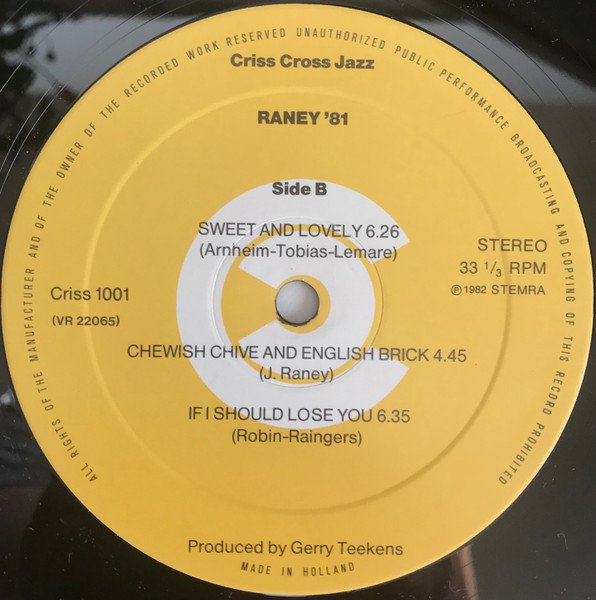 ALL RIGHTS OF THE MANUFACTURER AND OF THE OWNER OF THE RECORDED WORK RESERVED UNAUTHORIZED PUBLIC PERFORMANCE BROADCASTING AND COPYING OF THIS RECORD PROHIBITED
Criss Cross Jazz
RANEY '81
Side B
SWEET AND LOVELY 6.26
(Arnheim-Tobias-Lemare)
STEREO
33 1/3 RPM
℗ 1982 STEMRA
Criss 1001
(VR 22065)
CHEWISH CHIVE AND ENGLISH BRICK 4.45
(J. Raney)
IF I SHOULD LOSE YOU 6.35
(Robin-Raingers)
Produced by Gerry Teekens
MADE IN HOLLAND